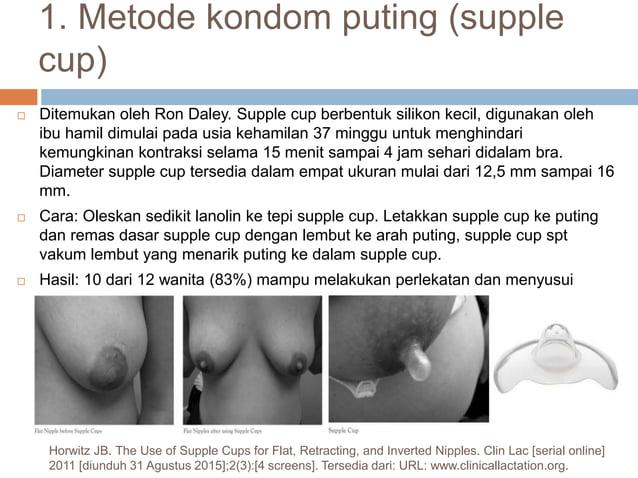 1. Metode kondom puting (supple
cup)
Ditemukan oleh Ron Daley. Supple cup berbentuk silikon kecil, digunakan oleh
ibu hamil dimulai pada usia kehamilan 37 minggu untuk menghindari
kemungkinan kontraksi selama 15 menit sampai 4 jam sehari didalam bra.
Diameter supple cup tersedia dalam empat ukuran mulai dari 12,5 mm sampai 16
mm.
Cara: Oleskan sedikit lanolin ke tepi supple cup. Letakkan supple cup ke puting
dan remas dasar supple cup dengan lembut ke arah puting, supple cup spt
vakum lembut yang menarik puting ke dalam supple cup.
Hasil: 10 dari 12 wanita (83%) mampu melakukan perlekatan dan menyusui
Flat Nipple before Supple Cups
Flat Nipples after using Supple Cups
Supple Cup
Horwitz JB. The Use of Supple Cups for Flat, Retracting, and Inverted Nipples. Clin Lac [serial online]
2011 [diunduh 31 Agustus 2015];2(3):[4 screens]. Tersedia dari: URL: www.clinicallactation.org.